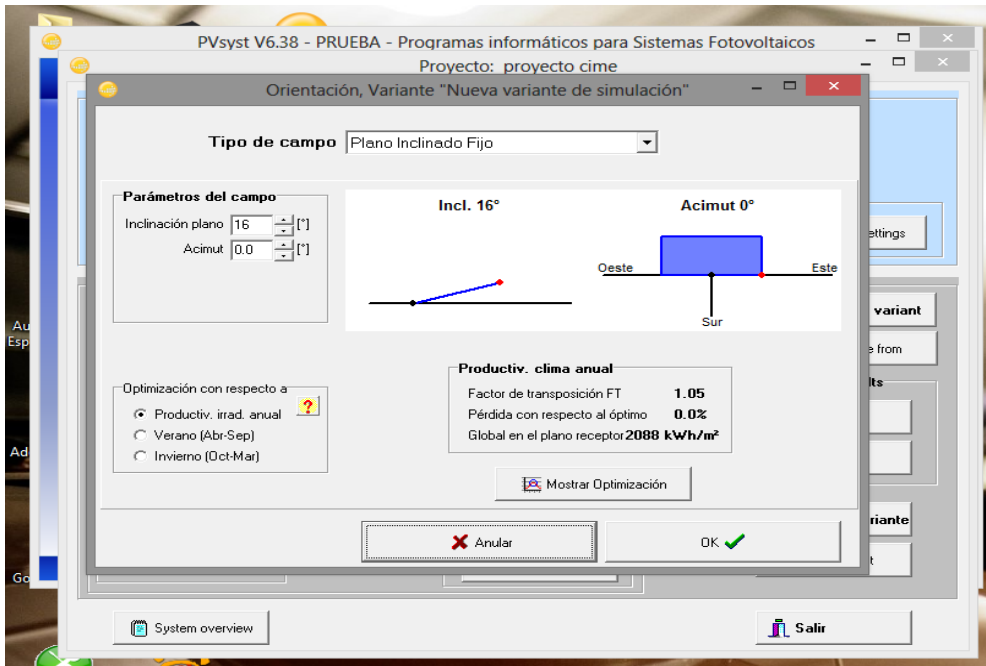 PVsyst V6.38 - PRUEBA - Programas informáticos para Sistemas Fotovoltaicos
Proyecto: proyecto cime
Orientación, Variante "Nueva variante de simulación"
Tipo de campo Plano Inclinado Fijo
Parámetros del campo
Inclinación plano 16 [°]
Acimut 0.0 [°]
Incl. 16°
Acimut 0°
Oeste
Este
Sur
ettings
variant
e from
lts
Au
Esp
Optimización con respecto a
?
Productiv. irrad. anual
Verano (Abr-Sep)
Invierno (Oct-Mar)
Productiv. clima anual
Factor de transposición FT 1.05
Pérdida con respecto al óptimo 0.0%
Global en el plano receptor 2088 kWh/m²
Mostrar Optimización
Ad
Anular
OK
riante
t
Go
System overview
Salir